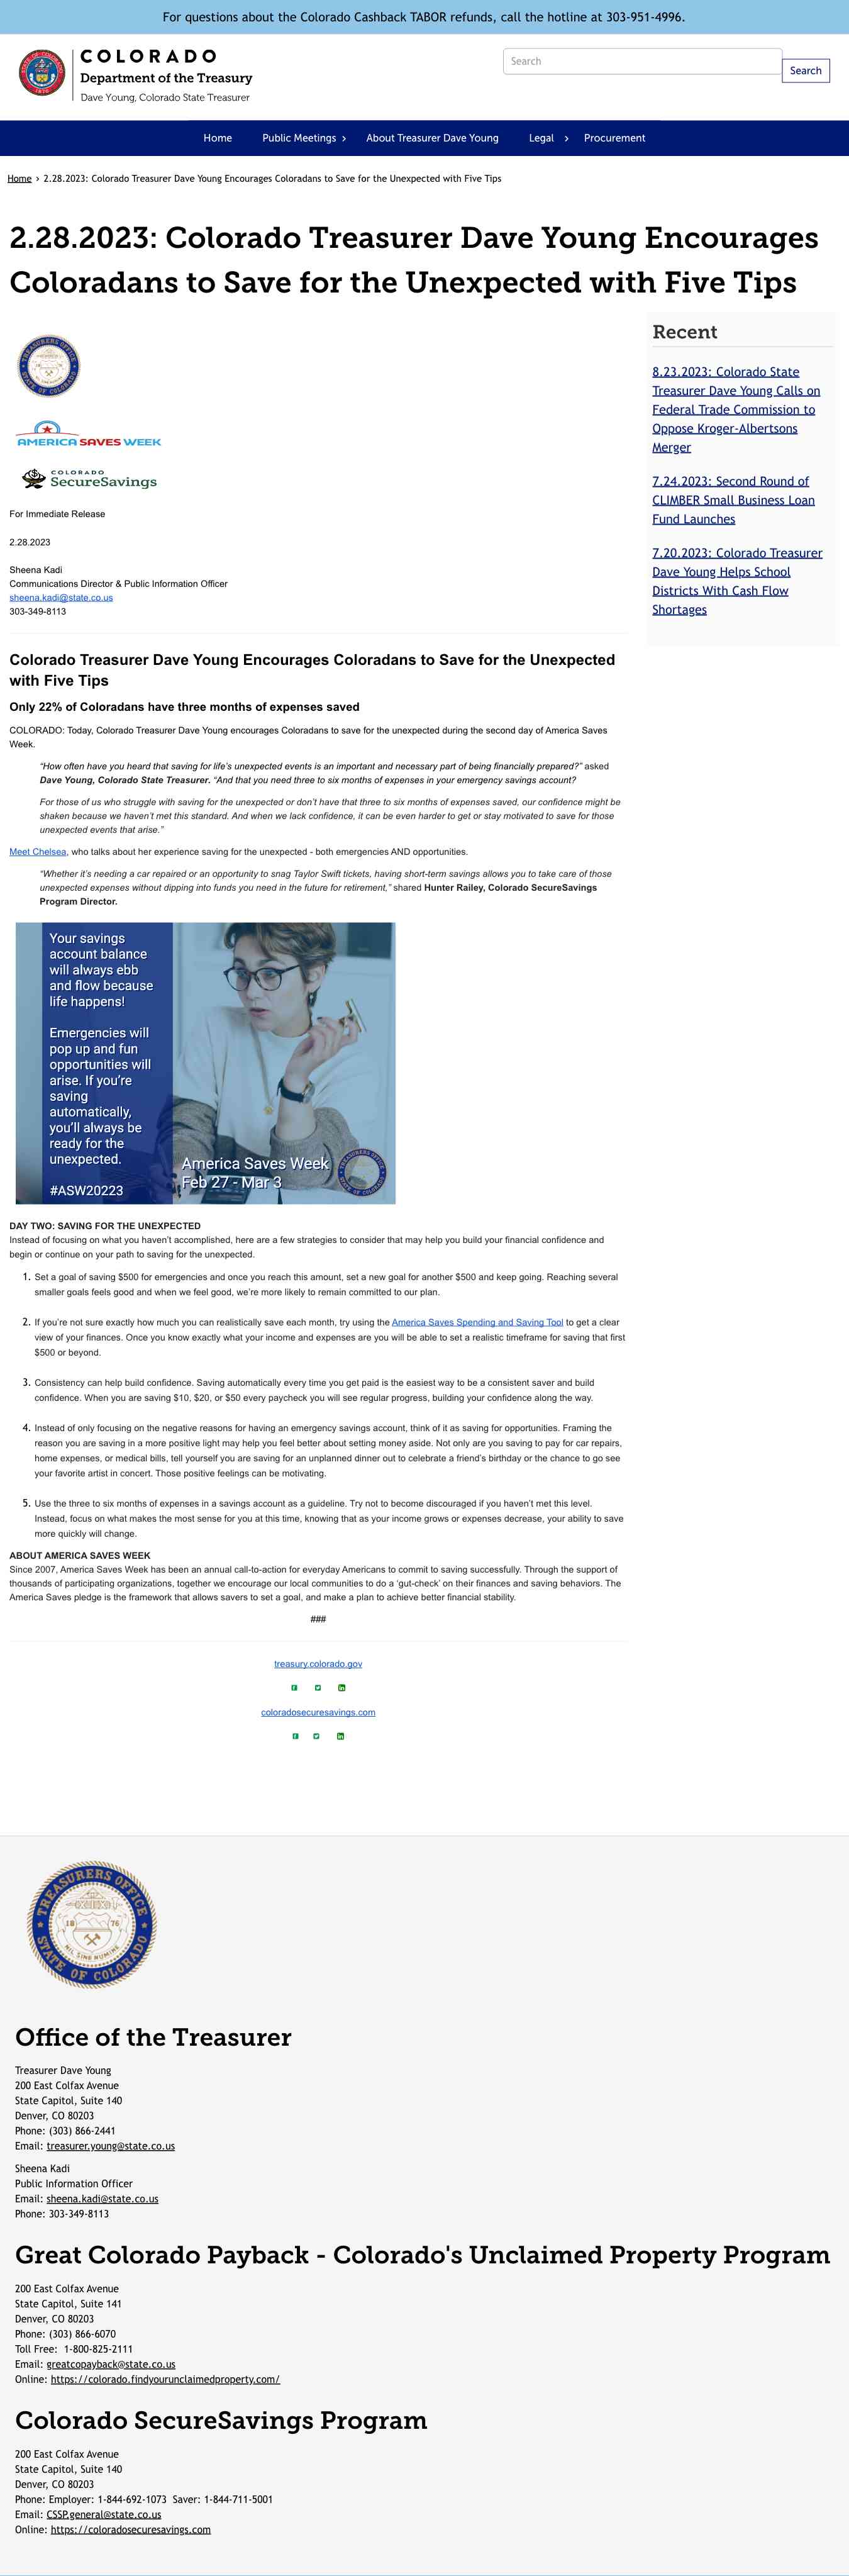 For questions about the Colorado Cashback TABOR refunds, call the hotline at 303-951-4996.
COLORADO
Department of the Treasury
Dave Young, Colorado State Treasurer
Search
Search
Home
Public Meetings
About Treasurer Dave Young
Legal
Procurement
Home › 2.28.2023: Colorado Treasurer Dave Young Encourages Coloradans to Save for the Unexpected with Five Tips
2.28.2023: Colorado Treasurer Dave Young Encourages
Coloradans to Save for the Unexpected with Five Tips
TREASURERS OFFICE
STATE OF COLORADO
AMERICA SAVES WEEK
COLORADO
SecureSavings
For Immediate Release
2.28.2023
Sheena Kadi
Communications Director & Public Information Officer
sheena.kadi@state.co.us
303-349-8113
Colorado Treasurer Dave Young Encourages Coloradans to Save for the Unexpected
with Five Tips
Only 22% of Coloradans have three months of expenses saved
COLORADO: Today, Colorado Treasurer Dave Young encourages Coloradans to save for the unexpected during the second day of America Saves
Week.
“How often have you heard that saving for life’s unexpected events is an important and necessary part of being financially prepared?” asked
Dave Young, Colorado State Treasurer. “And that you need three to six months of expenses in your emergency savings account?
For those of us who struggle with saving for the unexpected or don’t have that three to six months of expenses saved, our confidence might be
shaken because we haven’t met this standard. And when we lack confidence, it can be even harder to get or stay motivated to save for those
unexpected events that arise.”
Meet Chelsea, who talks about her experience saving for the unexpected - both emergencies AND opportunities.
“Whether it’s needing a car repaired or an opportunity to snag Taylor Swift tickets, having short-term savings allows you to take care of those
unexpected expenses without dipping into funds you need in the future for retirement,” shared Hunter Railey, Colorado SecureSavings
Program Director.
Your savings
account balance
will always ebb
and flow because
life happens!
Emergencies will
pop up and fun
opportunities will
arise. If you’re
saving
automatically,
you’ll always be
ready for the
unexpected.
#ASW20223
America Saves Week
Feb 27 - Mar 3
DAY TWO: SAVING FOR THE UNEXPECTED
Instead of focusing on what you haven’t accomplished, here are a few strategies to consider that may help you build your financial confidence and
begin or continue on your path to saving for the unexpected.
1. Set a goal of saving $500 for emergencies and once you reach this amount, set a new goal for another $500 and keep going. Reaching several
smaller goals feels good and when we feel good, we’re more likely to remain committed to our plan.
2. If you’re not sure exactly how much you can realistically save each month, try using the America Saves Spending and Saving Tool to get a clear
view of your finances. Once you know exactly what your income and expenses are you will be able to set a realistic timeframe for saving that first
$500 or beyond.
3. Consistency can help build confidence. Saving automatically every time you get paid is the easiest way to be a consistent saver and build
confidence. When you are saving $10, $20, or $50 every paycheck you will see regular progress, building your confidence along the way.
4. Instead of only focusing on the negative reasons for having an emergency savings account, think of it as saving for opportunities. Framing the
reason you are saving in a more positive light may help you feel better about setting money aside. Not only are you saving to pay for car repairs,
home expenses, or medical bills, tell yourself you are saving for an unplanned dinner out to celebrate a friend’s birthday or the chance to go see
your favorite artist in concert. Those positive feelings can be motivating.
5. Use the three to six months of expenses in a savings account as a guideline. Try not to become discouraged if you haven’t met this level.
Instead, focus on what makes the most sense for you at this time, knowing that as your income grows or expenses decrease, your ability to save
more quickly will change.
ABOUT AMERICA SAVES WEEK
Since 2007, America Saves Week has been an annual call-to-action for everyday Americans to commit to saving successfully. Through the support of
thousands of participating organizations, together we encourage our local communities to do a ‘gut-check’ on their finances and saving behaviors. The
America Saves pledge is the framework that allows savers to set a goal, and make a plan to achieve better financial stability.
###
treasury.colorado.gov
coloradosecuresavings.com
Recent
8.23.2023: Colorado State
Treasurer Dave Young Calls on
Federal Trade Commission to
Oppose Kroger-Albertsons
Merger
7.24.2023: Second Round of
CLIMBER Small Business Loan
Fund Launches
7.20.2023: Colorado Treasurer
Dave Young Helps School
Districts With Cash Flow
Shortages
TREASURERS OFFICE
18 76
NIL SINE NUMINE
STATE OF COLORADO
Office of the Treasurer
Treasurer Dave Young
200 East Colfax Avenue
State Capitol, Suite 140
Denver, CO 80203
Phone: (303) 866-2441
Email: treasurer.young@state.co.us
Sheena Kadi
Public Information Officer
Email: sheena.kadi@state.co.us
Phone: 303-349-8113
Great Colorado Payback - Colorado's Unclaimed Property Program
200 East Colfax Avenue
State Capitol, Suite 141
Denver, CO 80203
Phone: (303) 866-6070
Toll Free: 1-800-825-2111
Email: greatcopayback@state.co.us
Online: https://colorado.findyourunclaimedproperty.com/
Colorado SecureSavings Program
200 East Colfax Avenue
State Capitol, Suite 140
Denver, CO 80203
Phone: Employer: 1-844-692-1073 Saver: 1-844-711-5001
Email: CSSP.general@state.co.us
Online: https://coloradosecuresavings.com